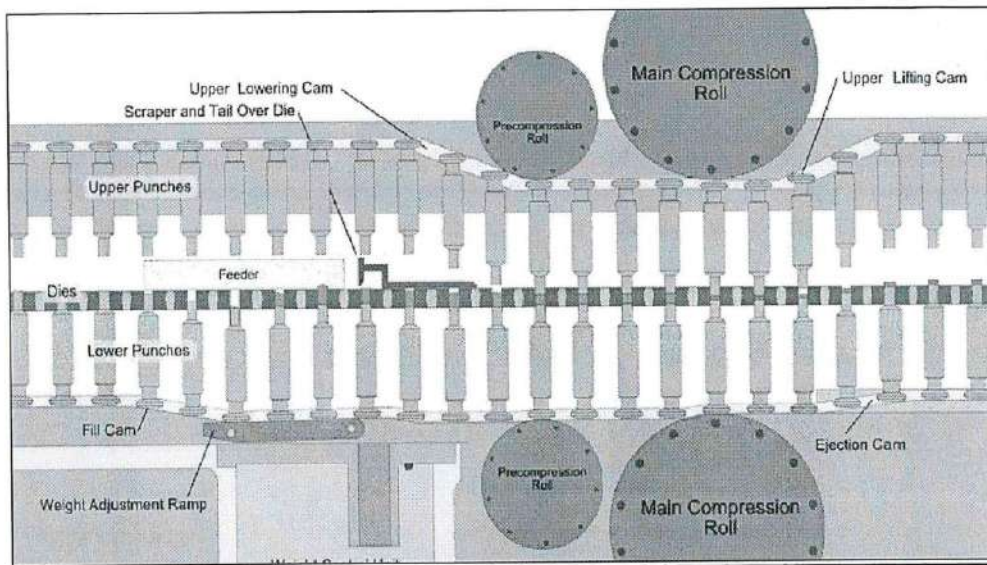 Main Compression
Roll
Upper Lifting Cam
Upper Lowering Cam
Scraper and Tail Over Die
Precompression
Roll
Upper Punches
Feeder
Dies
Lower Punches
Fill Cam
Ejection Cam
Weight Adjustment Ramp
Precompression
Roll
Main Compression
Roll